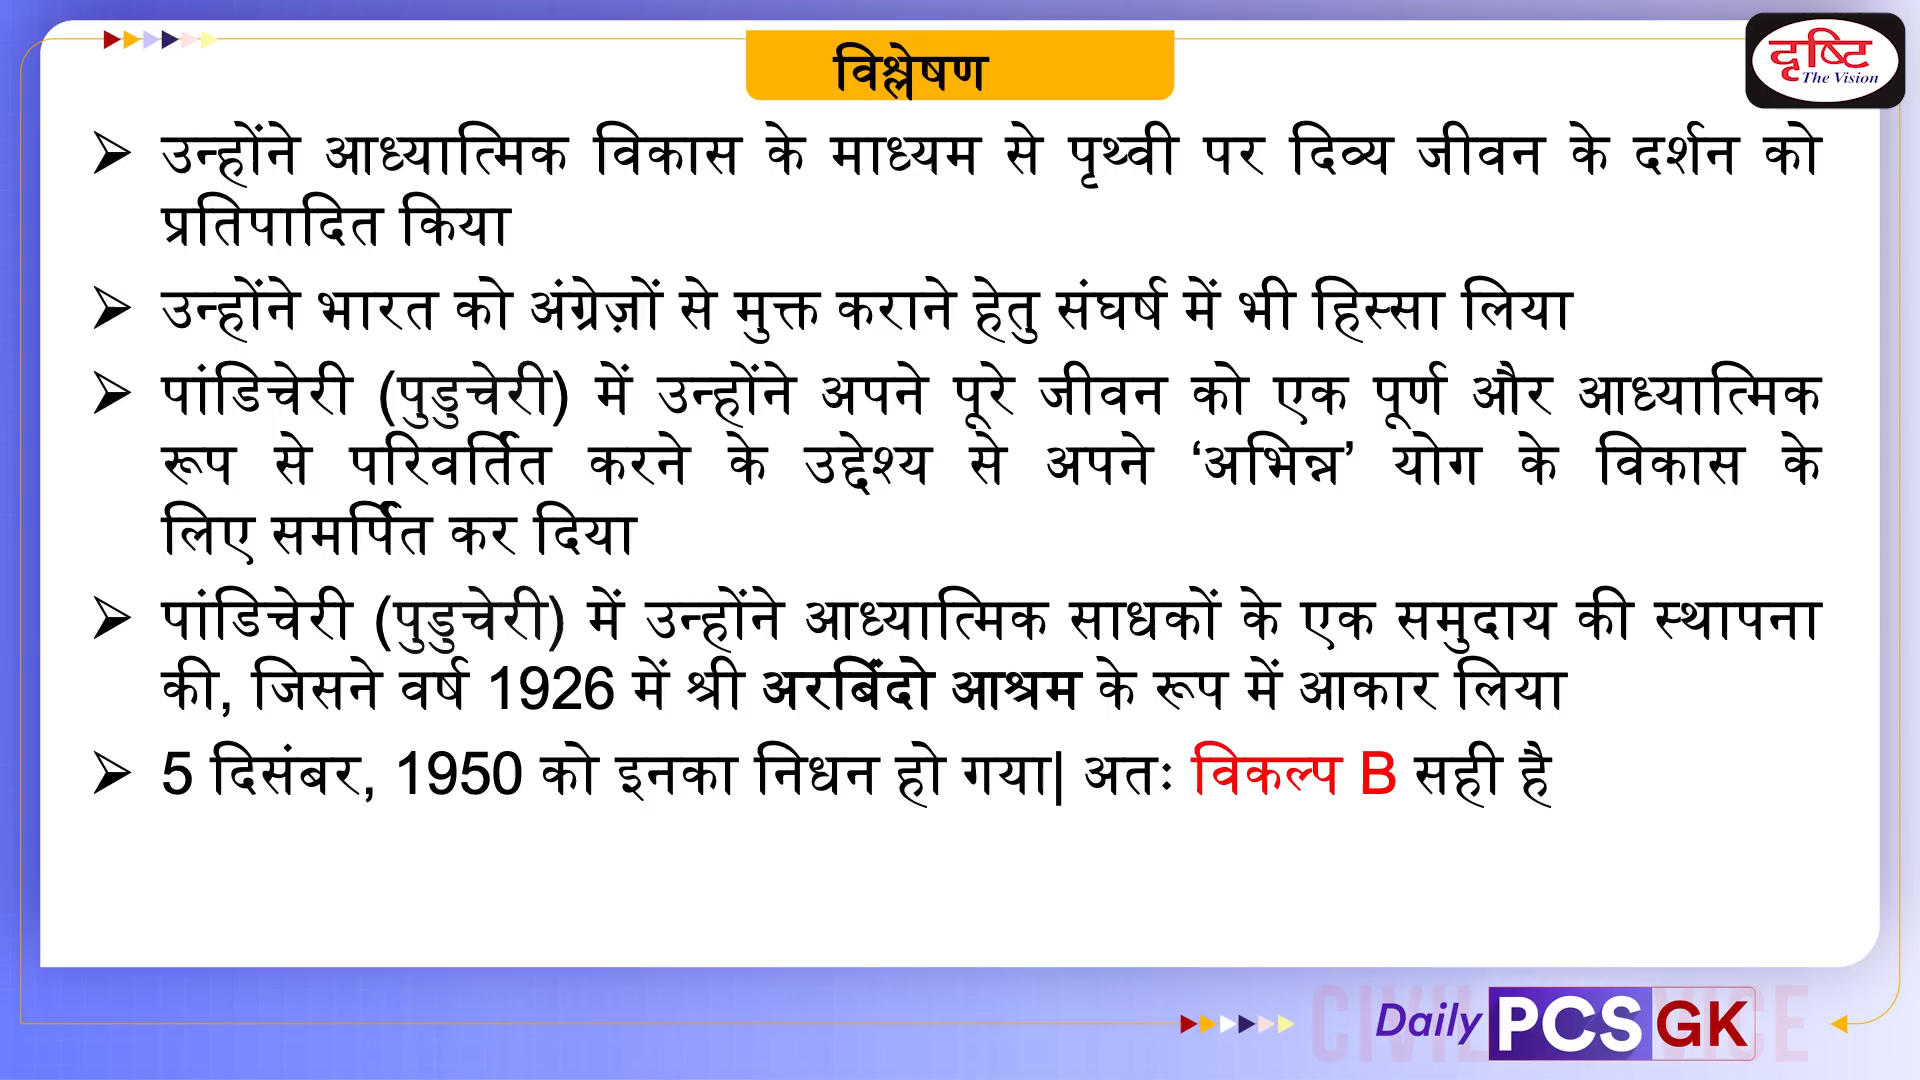 विश्लेषण
दृष्टि
The Vision
उन्होंने आध्यात्मिक विकास के माध्यम से पृथ्वी पर दिव्य जीवन के दर्शन को
प्रतिपादित किया
उन्होंने भारत को अंग्रेज़ों से मुक्त कराने हेतु संघर्ष में भी हिस्सा लिया
पांडिचेरी (पुडुचेरी) में उन्होंने अपने पूरे जीवन को एक पूर्ण और आध्यात्मिक
रूप से परिवर्तित करने के उद्देश्य से अपने ‘अभिन्न’ योग के विकास के
लिए समर्पित कर दिया
पांडिचेरी (पुडुचेरी) में उन्होंने आध्यात्मिक साधकों के एक समुदाय की स्थापना
की, जिसने वर्ष 1926 में श्री अरबिंदो आश्रम के रूप में आकार लिया
5 दिसंबर, 1950 को इनका निधन हो गया| अतः विकल्प B सही है
Daily PCS GK